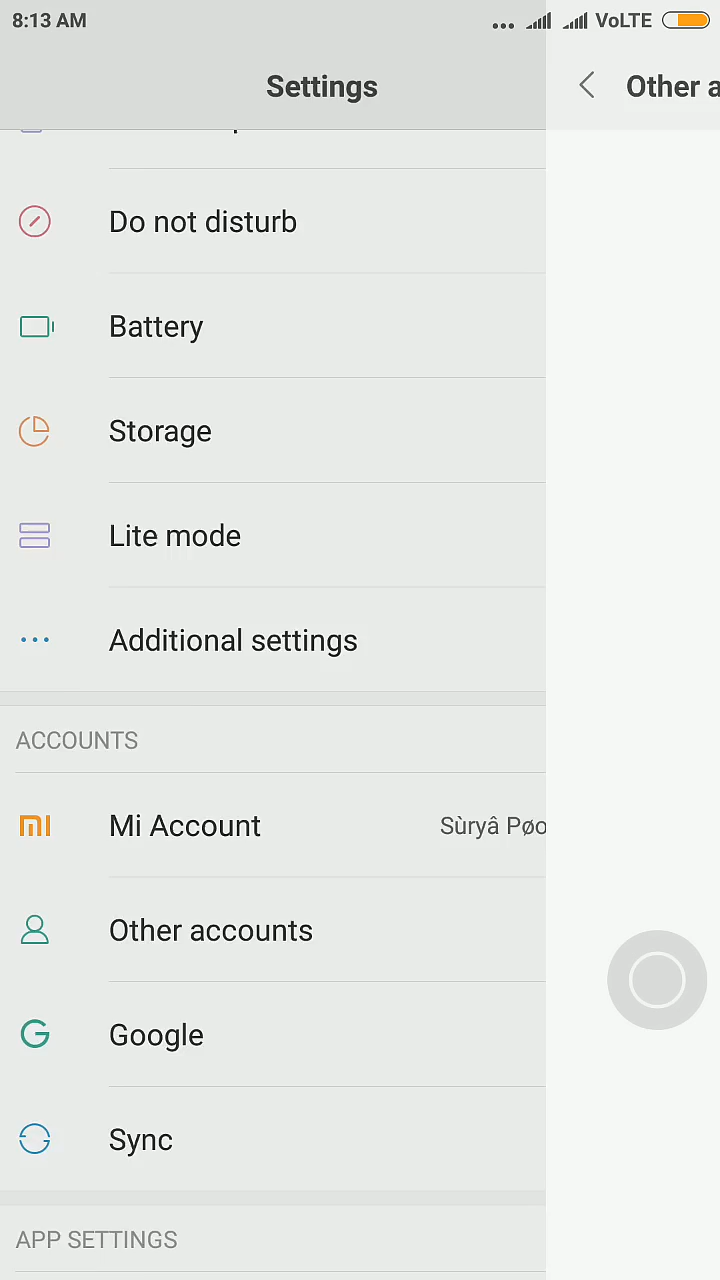 8:13 AM
VoLTE
Settings
Other a
Do not disturb
Battery
Storage
Lite mode
Additional settings
ACCOUNTS
Mi Account
Sùryâ Pøo
Other accounts
Google
Sync
APP SETTINGS